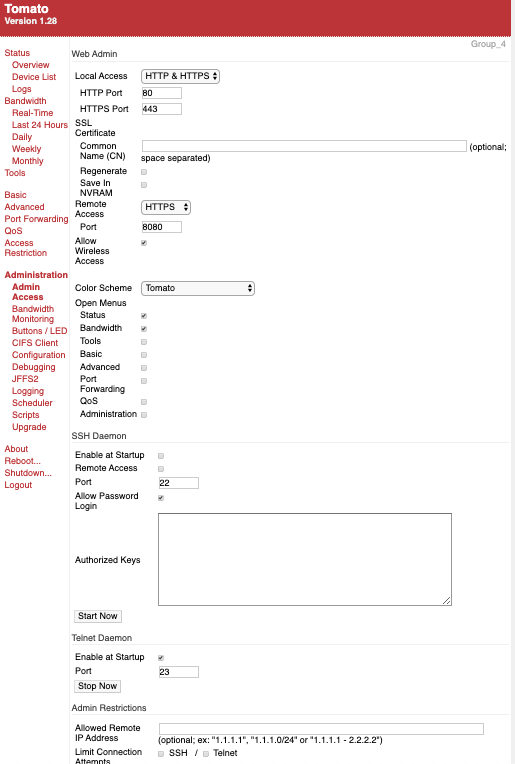 Tomato
Version 1.28
Group_4
Status
Overview
Device List
Logs
Bandwidth
Real-Time
Last 24 Hours
Daily
Weekly
Monthly
Tools
Basic
Advanced
Port Forwarding
QoS
Access
Restriction
Administration
Admin
Access
Bandwidth
Monitoring
Buttons / LED
CIFS Client
Configuration
Debugging
JFFS2
Logging
Scheduler
Scripts
Upgrade
About
Reboot...
Shutdown...
Logout
Web Admin
Local Access HTTP & HTTPS
HTTP Port 80
HTTPS Port 443
SSL
Certificate
Common
Name (CN) (optional;
space separated)
Regenerate
Save In
NVRAM
Remote
Access HTTPS
Port 8080
Allow
Wireless
Access
Color Scheme Tomato
Open Menus
Status
Bandwidth
Tools
Basic
Advanced
Port
Forwarding
QoS
Administration
SSH Daemon
Enable at Startup
Remote Access
Port 22
Allow Password
Login
Authorized Keys
Start Now
Telnet Daemon
Enable at Startup
Port 23
Stop Now
Admin Restrictions
Allowed Remote
IP Address
(optional; ex: "1.1.1.1", "1.1.1.0/24" or "1.1.1.1 - 2.2.2.2")
Limit Connection
Attempts
SSH / Telnet